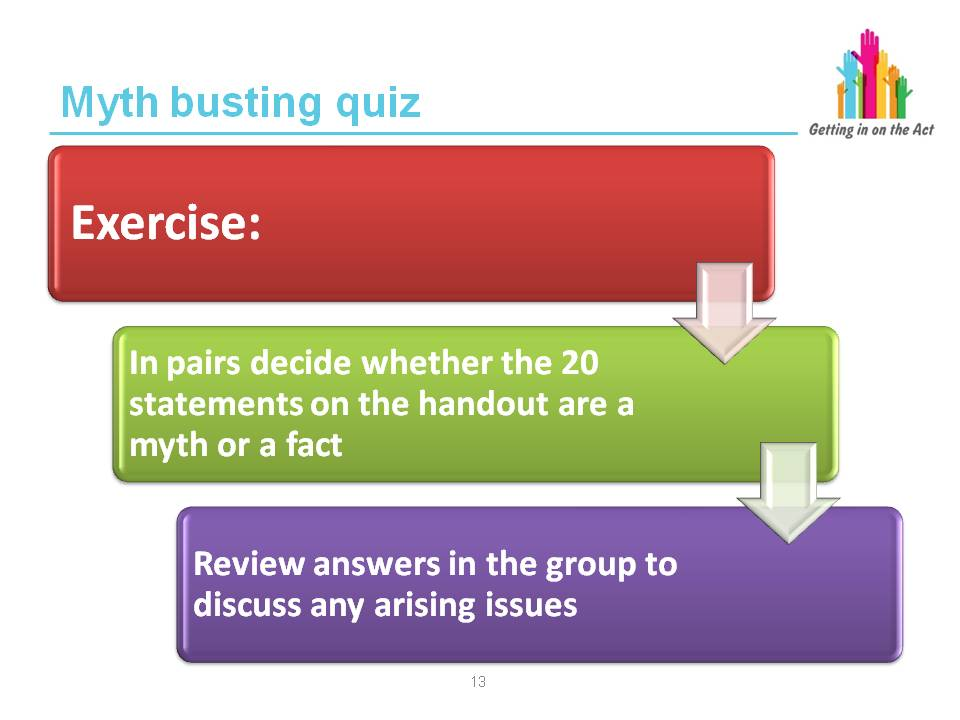 Myth busting quiz
Getting in on the Act
Exercise:
In pairs decide whether the 20
statements on the handout are a
myth or a fact
Review answers in the group to
discuss any arising issues
13